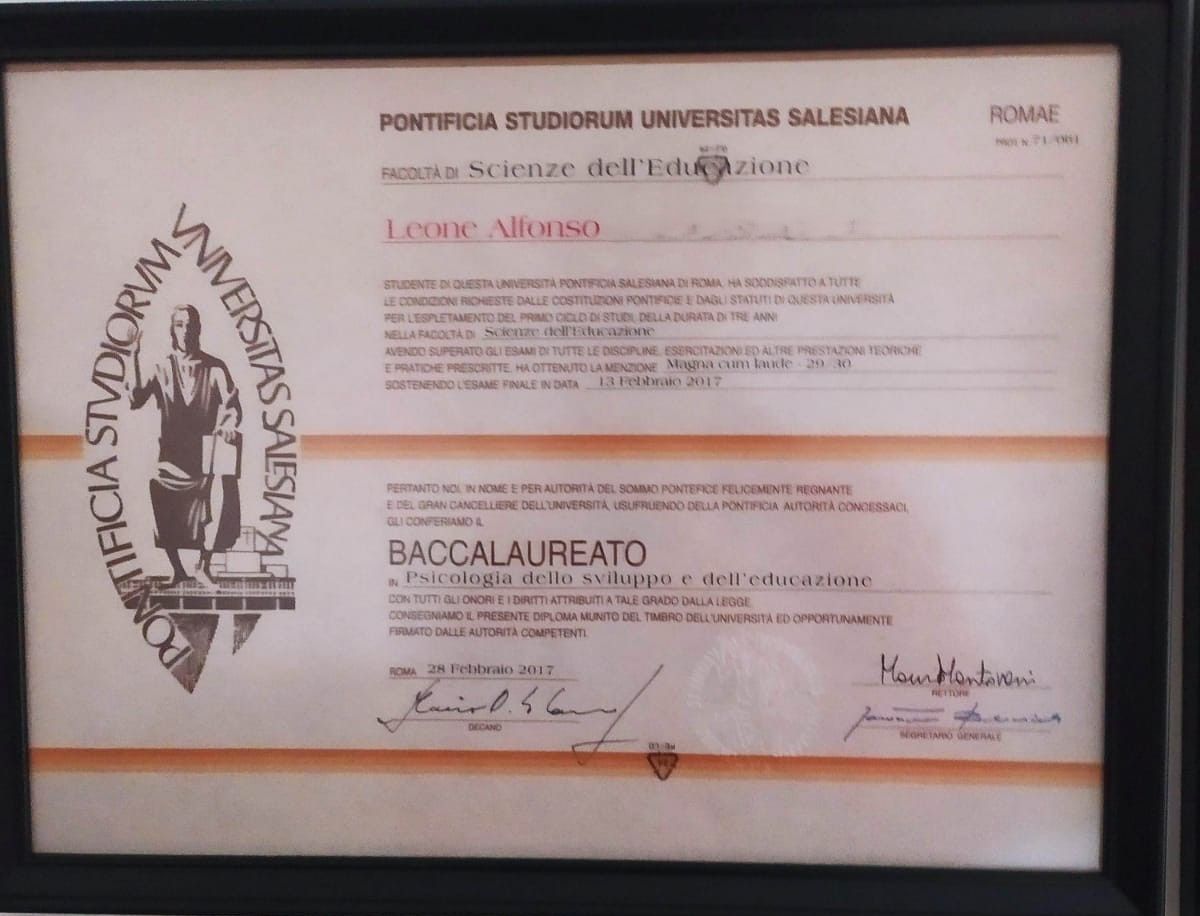 PONTIFICIA STUDIORUM UNIVERSITAS SALESIANA
ROMAE
PROT. N. 71/061
FACOLTÀ DI Scienze dell'Educazione
Leone Alfonso
STUDENTE DI QUESTA UNIVERSITÀ PONTIFICIA SALESIANA DI ROMA, HA SODDISFATTO A TUTTE
LE CONDIZIONI RICHIESTE DALLE COSTITUZIONI PONTIFICIE E DAGLI STATUTI DI QUESTA UNIVERSITÀ
PER L'ESPLETAMENTO DEL PRIMO CICLO DI STUDI, DELLA DURATA DI TRE ANNI
NELLA FACOLTÀ DI Scienze dell'Educazione
AVENDO SUPERATO GLI ESAMI DI TUTTE LE DISCIPLINE, ESERCITAZIONI ED ALTRE PRESTAZIONI TEORICHE
E PRATICHE PRESCRITTE, HA OTTENUTO LA MENZIONE Magna cum laude - 29/30
SOSTENENDO L'ESAME FINALE IN DATA 13 Febbraio 2017
PONTIFICIA STVDIORVM VNIVERSITAS SALESIANA
PERTANTO NOI, IN NOME E PER AUTORITÀ DEL SOMMO PONTEFICE FELICEMENTE REGNANTE
E DEL GRAN CANCELLIERE DELL'UNIVERSITÀ, USUFRUENDO DELLA PONTIFICIA AUTORITÀ CONCESSACI,
GLI CONFERIAMO IL
BACCALAUREATO
IN Psicologia dello sviluppo e dell'educazione
CON TUTTI GLI ONORI E I DIRITTI ATTRIBUITI A TALE GRADO DALLA LEGGE.
CONSEGNIAMO IL PRESENTE DIPLOMA MUNITO DEL TIMBRO DELL'UNIVERSITÀ ED OPPORTUNAMENTE
FIRMATO DALLE AUTORITÀ COMPETENTI.
ROMA 28 Febbraio 2017
DECANO
Mauro Mantovani
RETTORE
SEGRETARIO GENERALE